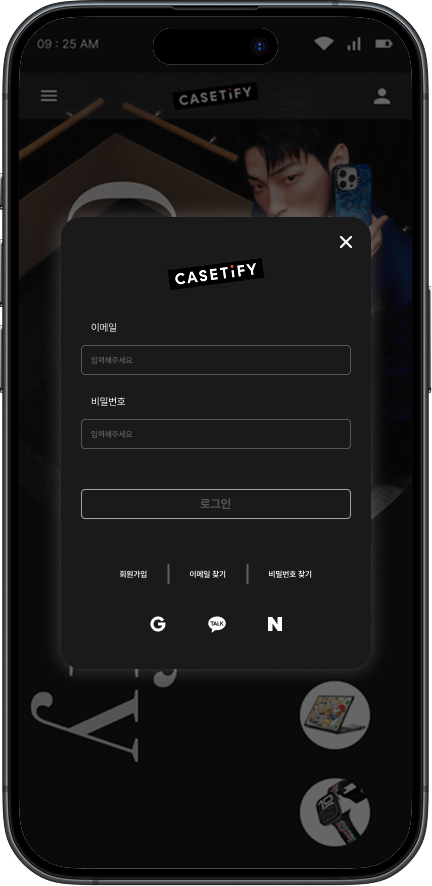 09 : 25 AM
CASETiFY
CASETiFY
이메일
입력해주세요
비밀번호
입력해주세요
로그인
회원가입
이메일 찾기
비밀번호 찾기
G
TALK
N
y